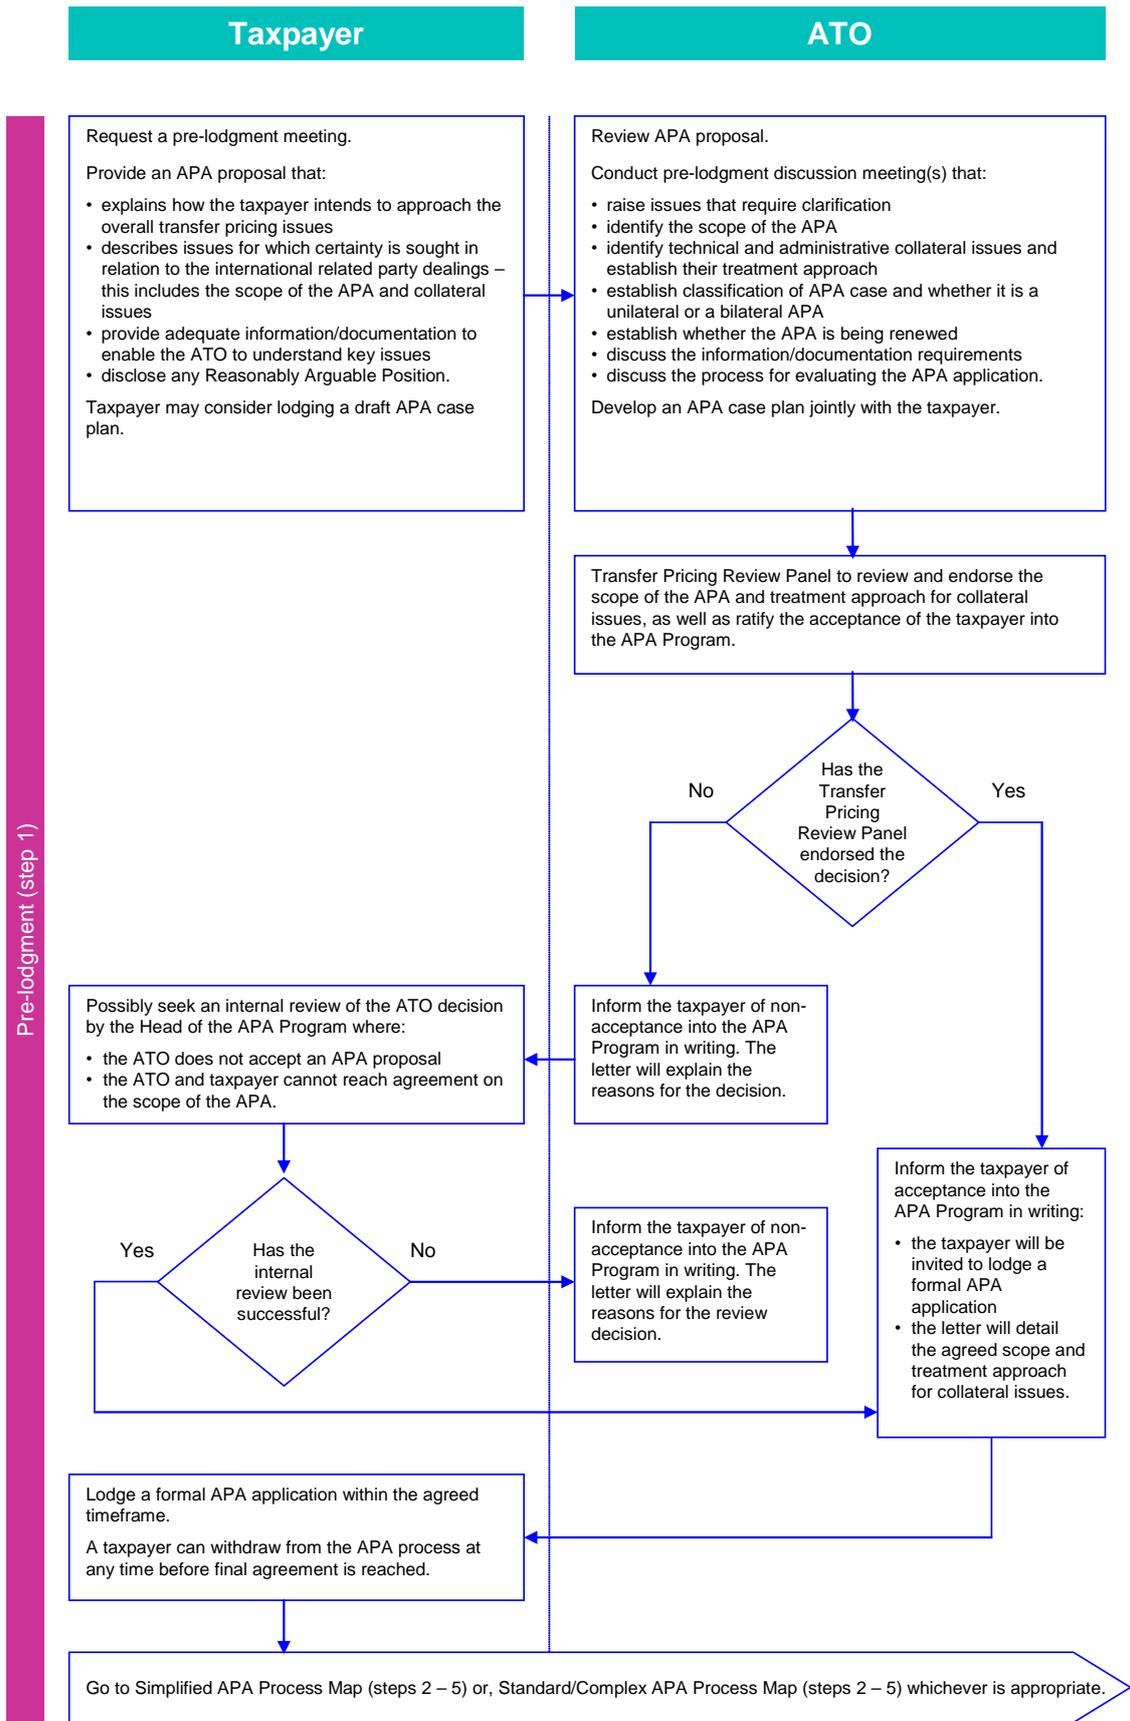 Taxpayer
ATO
Pre-lodgment (step 1)
Request a pre-lodgment meeting.
Provide an APA proposal that:
• explains how the taxpayer intends to approach the
overall transfer pricing issues
• describes issues for which certainty is sought in
relation to the international related party dealings –
this includes the scope of the APA and collateral
issues
• provide adequate information/documentation to
enable the ATO to understand key issues
• disclose any Reasonably Arguable Position.
Taxpayer may consider lodging a draft APA case
plan.
Review APA proposal.
Conduct pre-lodgment discussion meeting(s) that:
• raise issues that require clarification
• identify the scope of the APA
• identify technical and administrative collateral issues and
establish their treatment approach
• establish classification of APA case and whether it is a
unilateral or a bilateral APA
• establish whether the APA is being renewed
• discuss the information/documentation requirements
• discuss the process for evaluating the APA application.
Develop an APA case plan jointly with the taxpayer.
Transfer Pricing Review Panel to review and endorse the
scope of the APA and treatment approach for collateral
issues, as well as ratify the acceptance of the taxpayer into
the APA Program.
No
Has the
Transfer
Pricing
Review Panel
endorsed the
decision?
Yes
Possibly seek an internal review of the ATO decision
by the Head of the APA Program where:
• the ATO does not accept an APA proposal
• the ATO and taxpayer cannot reach agreement on
the scope of the APA.
Inform the taxpayer of non-
acceptance into the APA
Program in writing. The
letter will explain the
reasons for the decision.
Inform the taxpayer of
acceptance into the
APA Program in writing:
• the taxpayer will be
invited to lodge a
formal APA
application
• the letter will detail
the agreed scope and
treatment approach
for collateral issues.
Yes
Has the
internal
review been
successful?
No
Inform the taxpayer of non-
acceptance into the APA
Program in writing. The
letter will explain the
reasons for the review
decision.
Lodge a formal APA application within the agreed
timeframe.
A taxpayer can withdraw from the APA process at
any time before final agreement is reached.
Go to Simplified APA Process Map (steps 2 – 5) or, Standard/Complex APA Process Map (steps 2 – 5) whichever is appropriate.